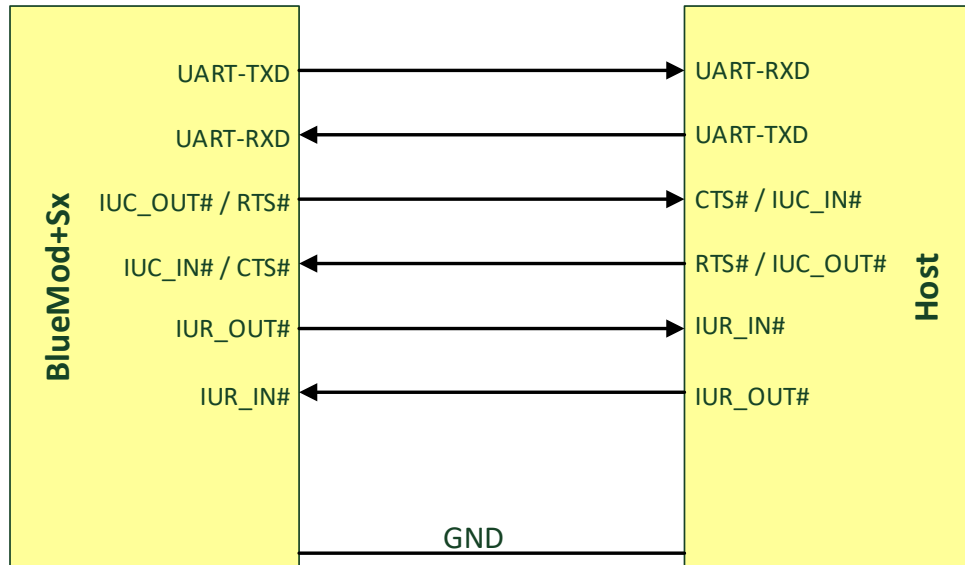 BlueMod+Sx
UART-TXD
UART-RXD
IUC_OUT# / RTS#
IUC_IN# / CTS#
IUR_OUT#
IUR_IN#
GND
UART-RXD
UART-TXD
CTS# / IUC_IN#
RTS# / IUC_OUT#
IUR_IN#
IUR_OUT#
Host